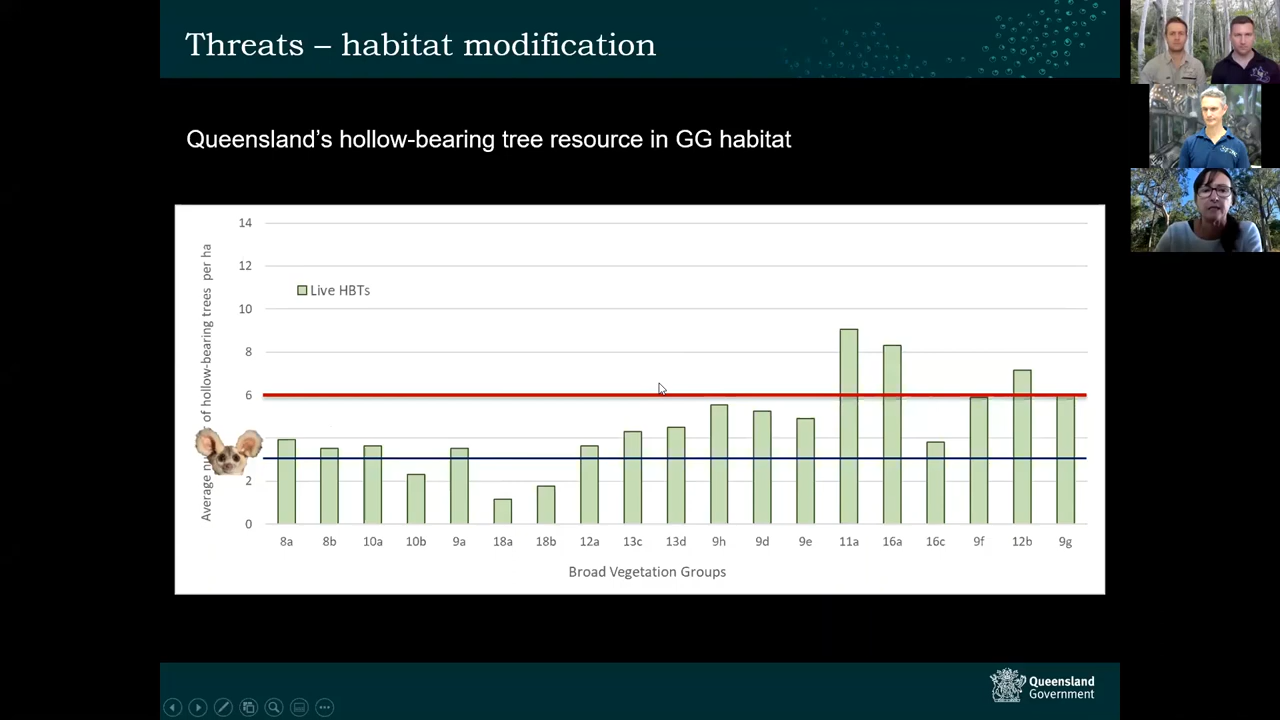 Threats – habitat modification
Queensland's hollow-bearing tree resource in GG habitat
14
12
10
8
6
2
0
Average
of hollow-bearing trees per ha
Live HBTs
8a 8b 10a 10b 9a 18a 18b 12a 13c 13d 9h 9d 9e 11a 16a 16c 9f 12b 9g
Broad Vegetation Groups
Queensland
Government